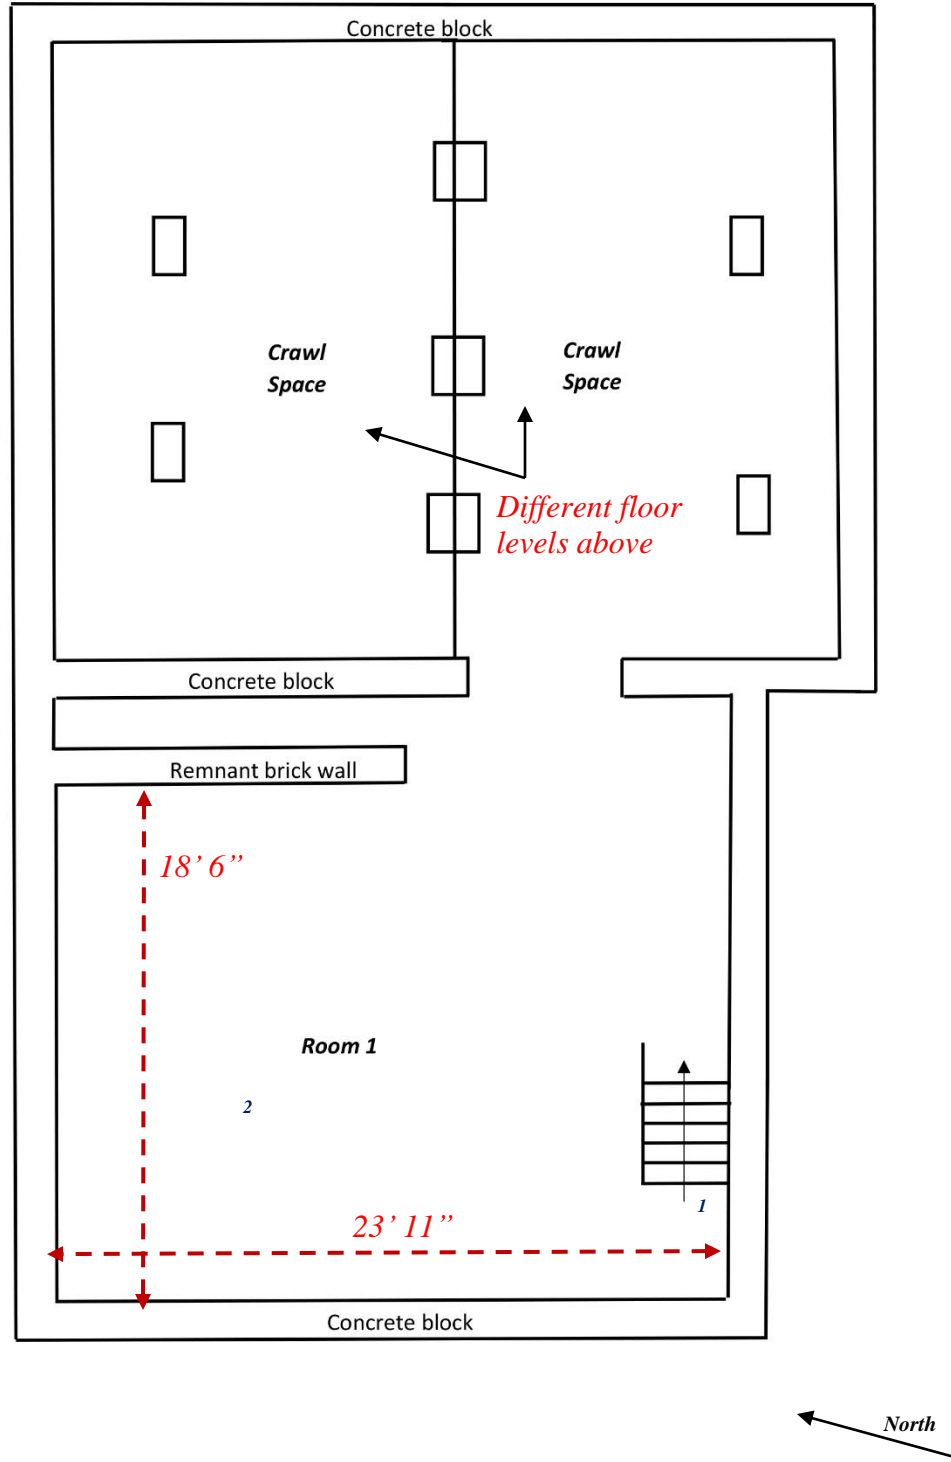 Concrete block
Crawl
Space
Crawl
Space
Different floor
levels above
Concrete block
Remnant brick wall
18’ 6”
Room 1
2
1
23’ 11”
Concrete block
North